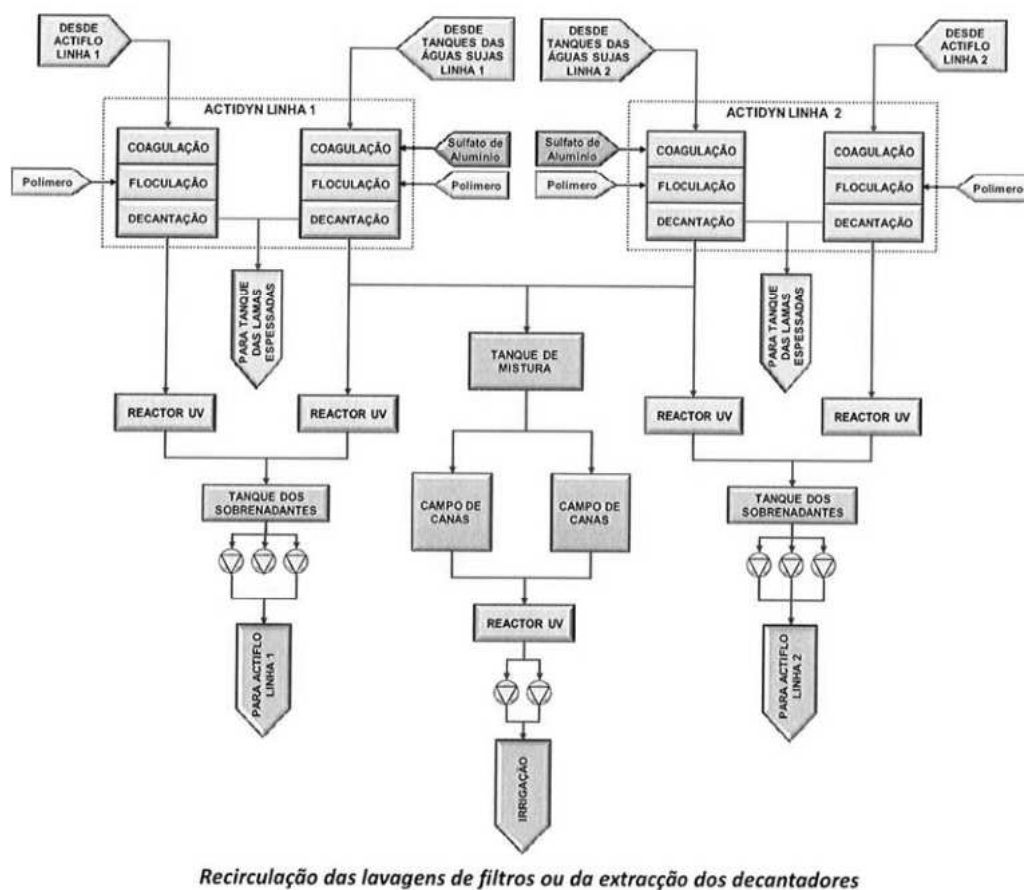 DESDE
ACTIFLO
LINHA 1
DESDE
TANQUES DAS
ÁGUAS SUJAS
LINHA 1
DESDE
TANQUES DAS
ÁGUAS SUJAS
LINHA 2
DESDE
ACTIFLO
LINHA 2
ACTIDYN LINHA 1
ACTIDYN LINHA 2
COAGULAÇÃO
FLOCULAÇÃO
DECANTAÇÃO
Polímero
COAGULAÇÃO
FLOCULAÇÃO
DECANTAÇÃO
Sulfato de
Alumínio
Polímero
Sulfato de
Alumínio
Polímero
COAGULAÇÃO
FLOCULAÇÃO
DECANTAÇÃO
COAGULAÇÃO
FLOCULAÇÃO
DECANTAÇÃO
Polímero
PARA TANQUE
DAS LAMAS
ESPESSADAS
PARA TANQUE
DAS LAMAS
ESPESSADAS
TANQUE DE
MISTURA
REACTOR UV
REACTOR UV
REACTOR UV
REACTOR UV
TANQUE DOS
SOBRENADANTES
CAMPO DE
CANAS
CAMPO DE
CANAS
TANQUE DOS
SOBRENADANTES
REACTOR UV
PARA ACTIFLO
LINHA 1
PARA ACTIFLO
LINHA 2
IRRIGAÇÃO
Recirculação das lavagens de filtros ou da extracção dos decantadores